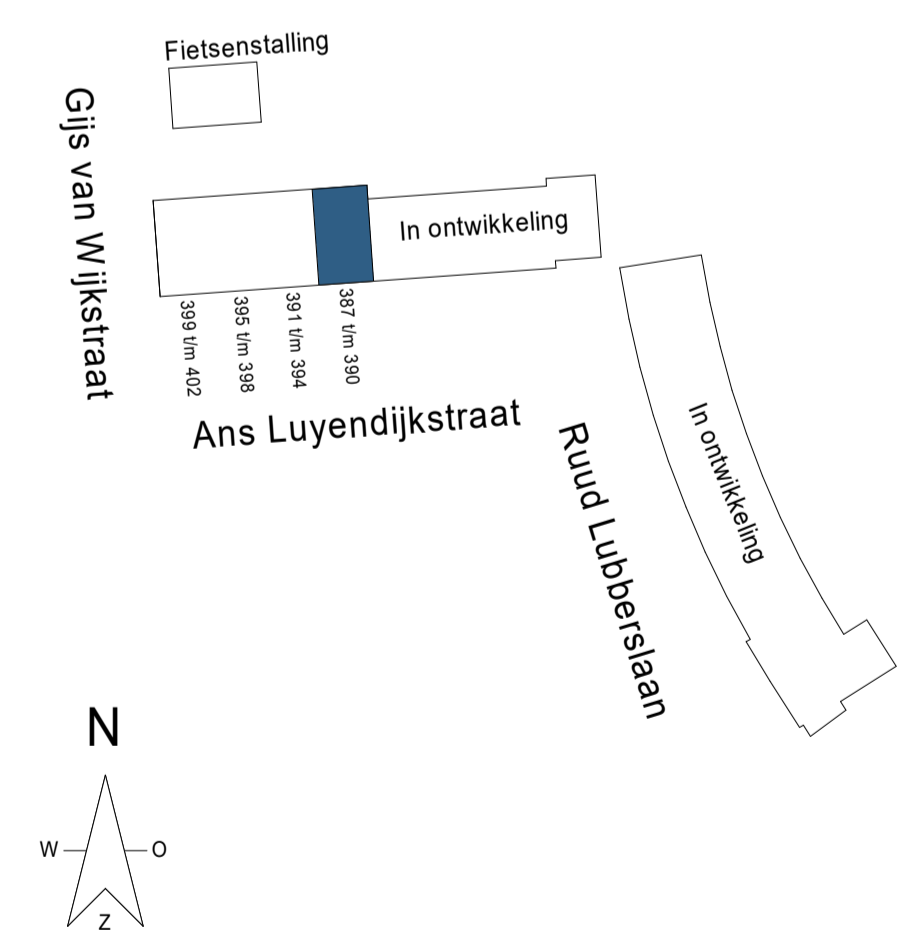 Fietsenstalling
Gijs van Wijkstraat
In ontwikkeling
399 t/m 402
395 t/m 398
391 t/m 394
387 t/m 390
Ans Luyendijkstraat
Ruud Lubberslaan
In ontwikkeling
N
W
O
Z